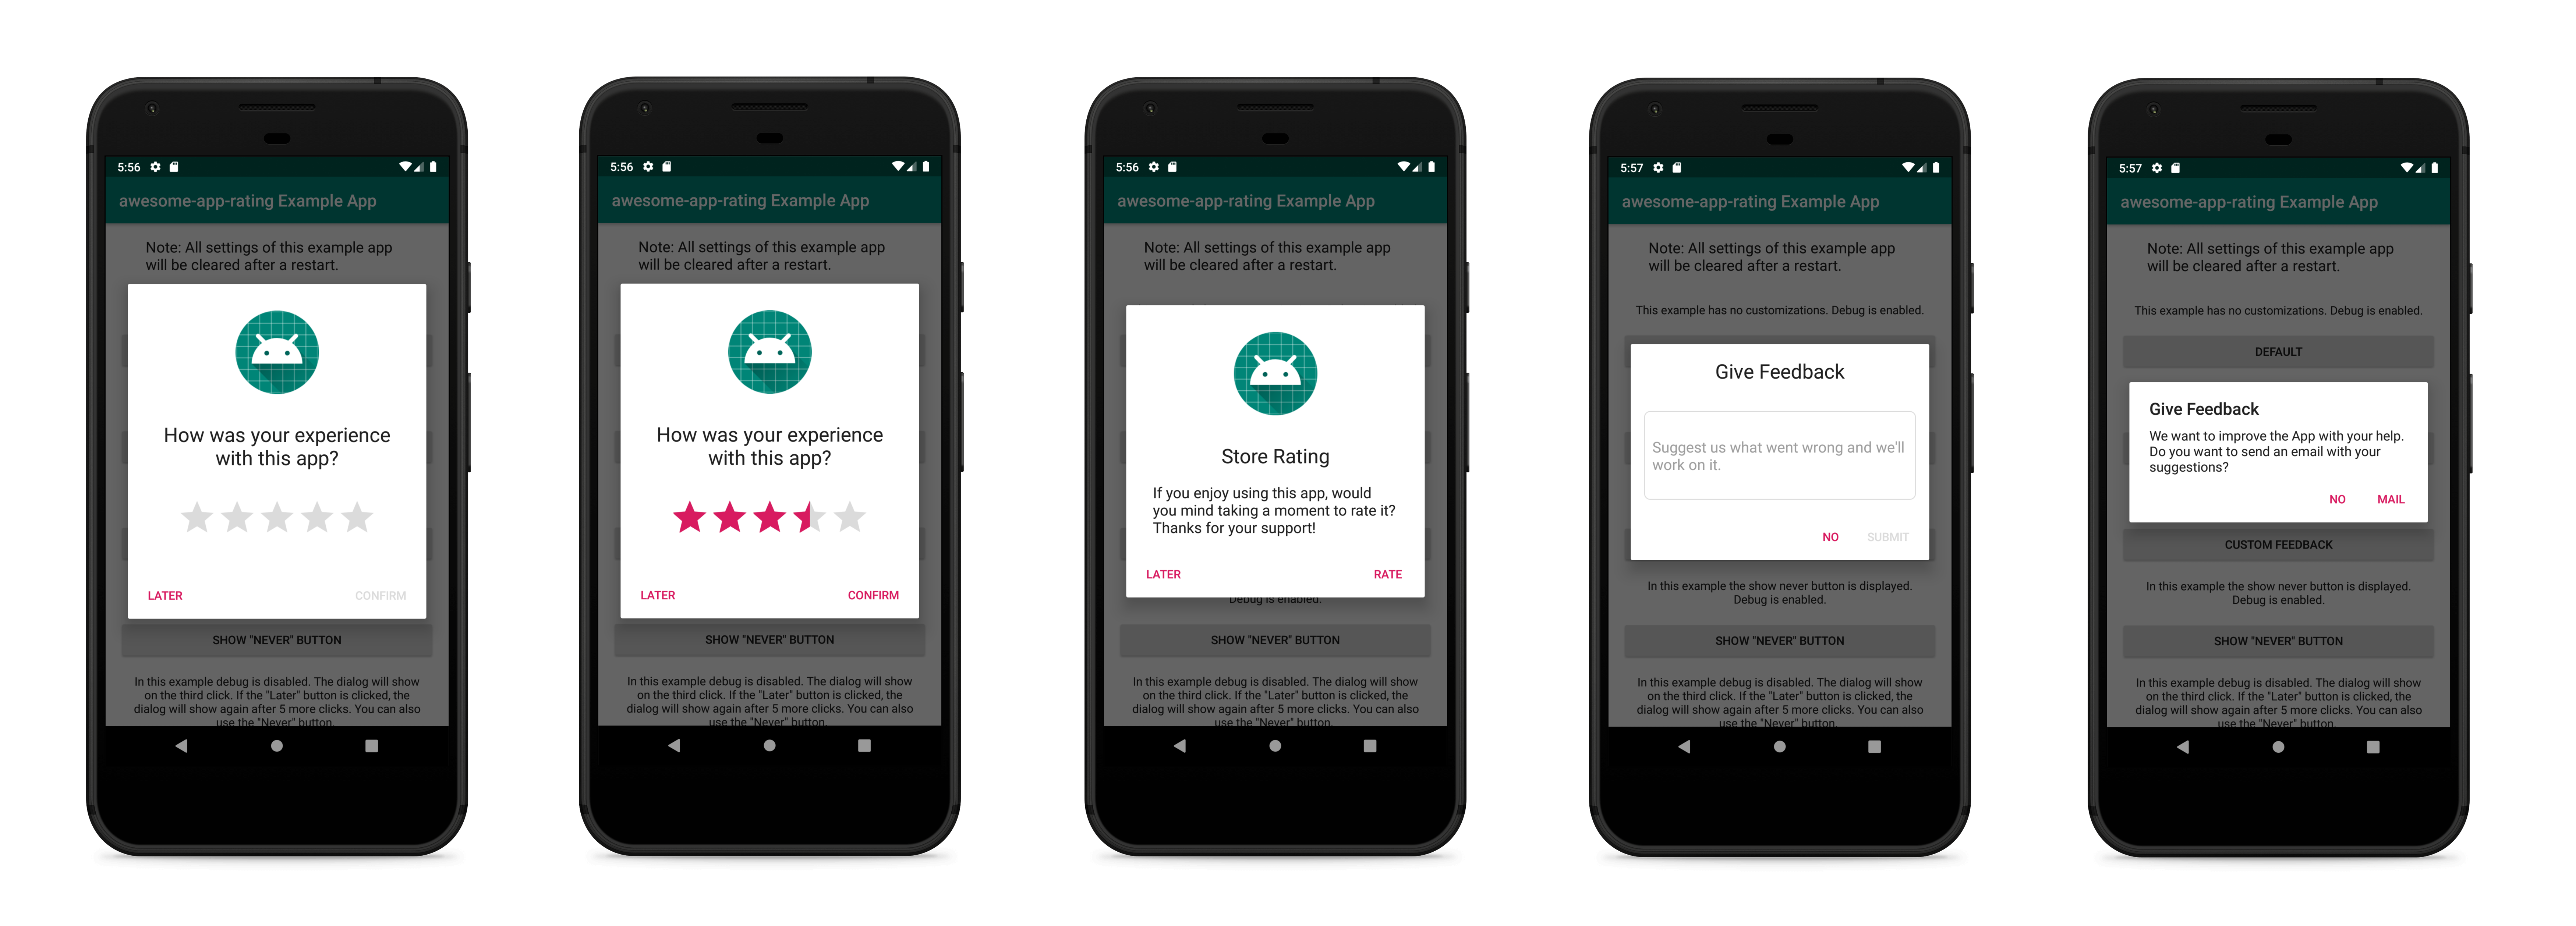 5:56
awesome-app-rating Example App
Note: All settings of this example app
will be cleared after a restart.
How was your experience
with this app?
LATER
CONFIRM
SHOW "NEVER" BUTTON
In this example debug is disabled. The dialog will show
on the third click. If the "Later" button is clicked, the
dialog will show again after 5 more clicks. You can also
use the "Never" button.
5:56
awesome-app-rating Example App
Note: All settings of this example app
will be cleared after a restart.
How was your experience
with this app?
LATER
CONFIRM
SHOW "NEVER" BUTTON
In this example debug is disabled. The dialog will show
on the third click. If the "Later" button is clicked, the
dialog will show again after 5 more clicks. You can also
use the "Never" button.
5:56
awesome-app-rating Example App
Note: All settings of this example app
will be cleared after a restart.
Store Rating
If you enjoy using this app, would
you mind taking a moment to rate it?
Thanks for your support!
LATER
RATE
Debug is enabled.
SHOW "NEVER" BUTTON
In this example debug is disabled. The dialog will show
on the third click. If the "Later" button is clicked, the
dialog will show again after 5 more clicks. You can also
use the "Never" button.
5:57
awesome-app-rating Example App
Note: All settings of this example app
will be cleared after a restart.
This example has no customizations. Debug is enabled.
Give Feedback
Suggest us what went wrong and we'll
work on it.
NO
SUBMIT
In this example the show never button is displayed.
Debug is enabled.
SHOW "NEVER" BUTTON
In this example debug is disabled. The dialog will show
on the third click. If the "Later" button is clicked, the
dialog will show again after 5 more clicks. You can also
use the "Never" button.
5:57
awesome-app-rating Example App
Note: All settings of this example app
will be cleared after a restart.
This example has no customizations. Debug is enabled.
DEFAULT
Give Feedback
We want to improve the App with your help.
Do you want to send an email with your
suggestions?
NO
MAIL
CUSTOM FEEDBACK
In this example the show never button is displayed.
Debug is enabled.
SHOW "NEVER" BUTTON
In this example debug is disabled. The dialog will show
on the third click. If the "Later" button is clicked, the
dialog will show again after 5 more clicks. You can also
use the "Never" button.